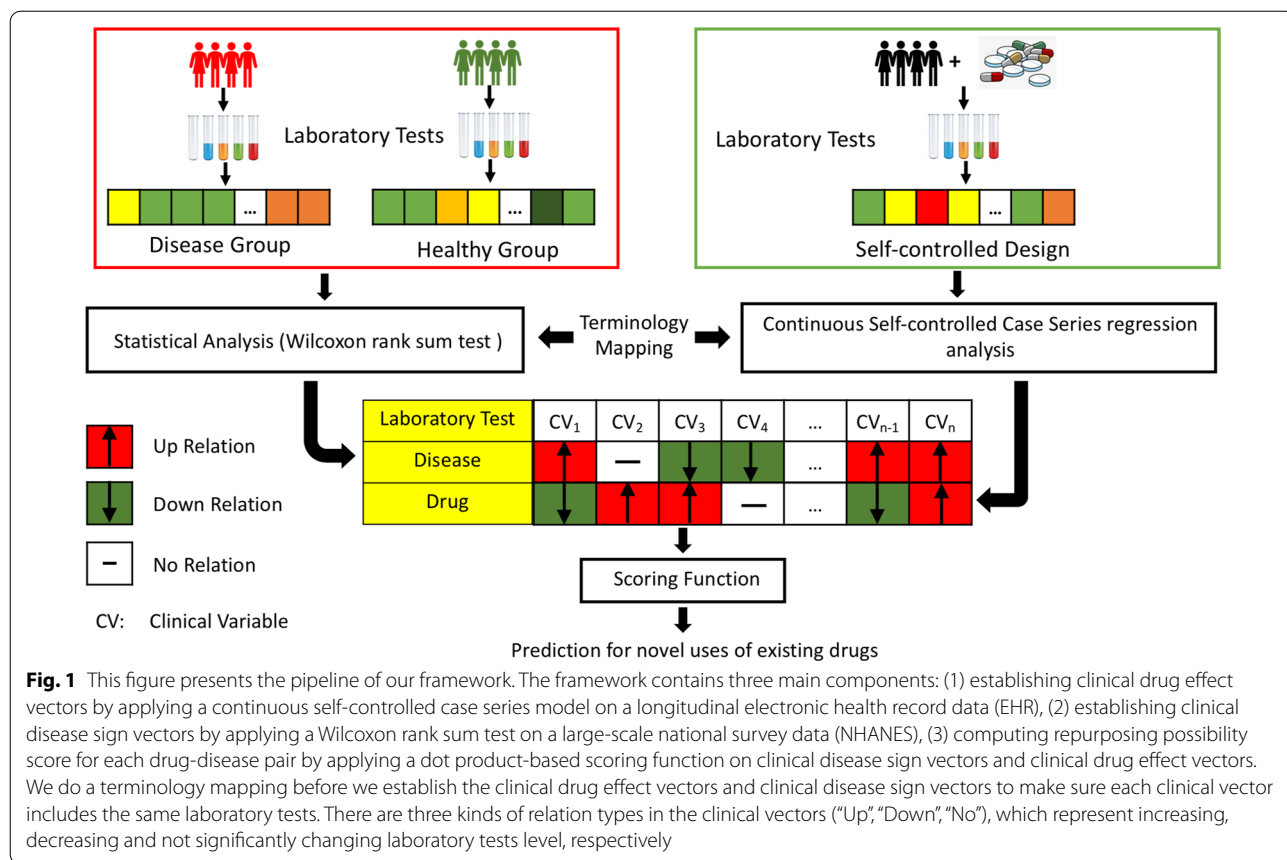 +
Laboratory Tests
Laboratory Tests
...
...
...
Disease Group
Healthy Group
Self-controlled Design
Statistical Analysis (Wilcoxon rank sum test )
Terminology
Mapping
Continuous Self-controlled Case Series regression
analysis
Laboratory Test CV1 CV2 CV3 CV4 ... CVn-1 CVn
Disease — ...
Drug — ...
Up Relation
Down Relation
— No Relation
CV: Clinical Variable
Scoring Function
Prediction for novel uses of existing drugs
Fig. 1 This figure presents the pipeline of our framework. The framework contains three main components: (1) establishing clinical drug effect
vectors by applying a continuous self-controlled case series model on a longitudinal electronic health record data (EHR), (2) establishing clinical
disease sign vectors by applying a Wilcoxon rank sum test on a large-scale national survey data (NHANES), (3) computing repurposing possibility
score for each drug-disease pair by applying a dot product-based scoring function on clinical disease sign vectors and clinical drug effect vectors.
We do a terminology mapping before we establish the clinical drug effect vectors and clinical disease sign vectors to make sure each clinical vector
includes the same laboratory tests. There are three kinds of relation types in the clinical vectors (“Up”, “Down”, “No”), which represent increasing,
decreasing and not significantly changing laboratory tests level, respectively